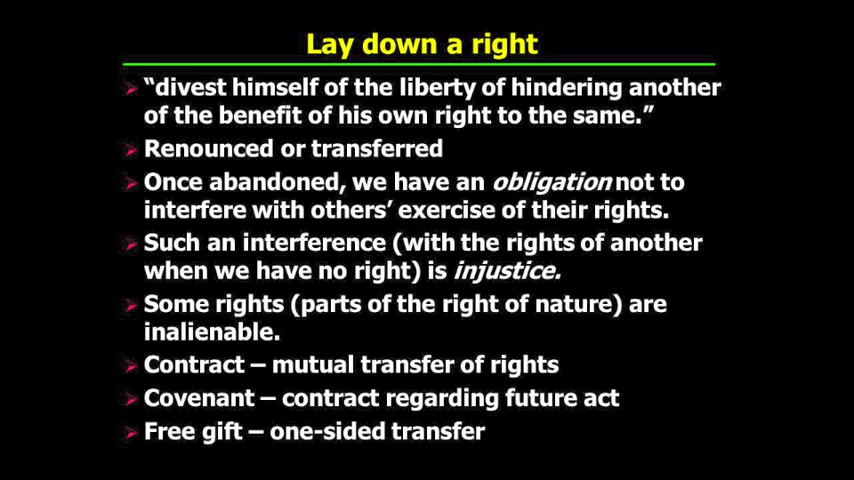 Lay down a right
“divest himself of the liberty of hindering another
of the benefit of his own right to the same.”
Renounced or transferred
Once abandoned, we have an obligation not to
interfere with others’ exercise of their rights.
Such an interference (with the rights of another
when we have no right) is injustice.
Some rights (parts of the right of nature) are
inalienable.
Contract – mutual transfer of rights
Covenant – contract regarding future act
Free gift – one-sided transfer